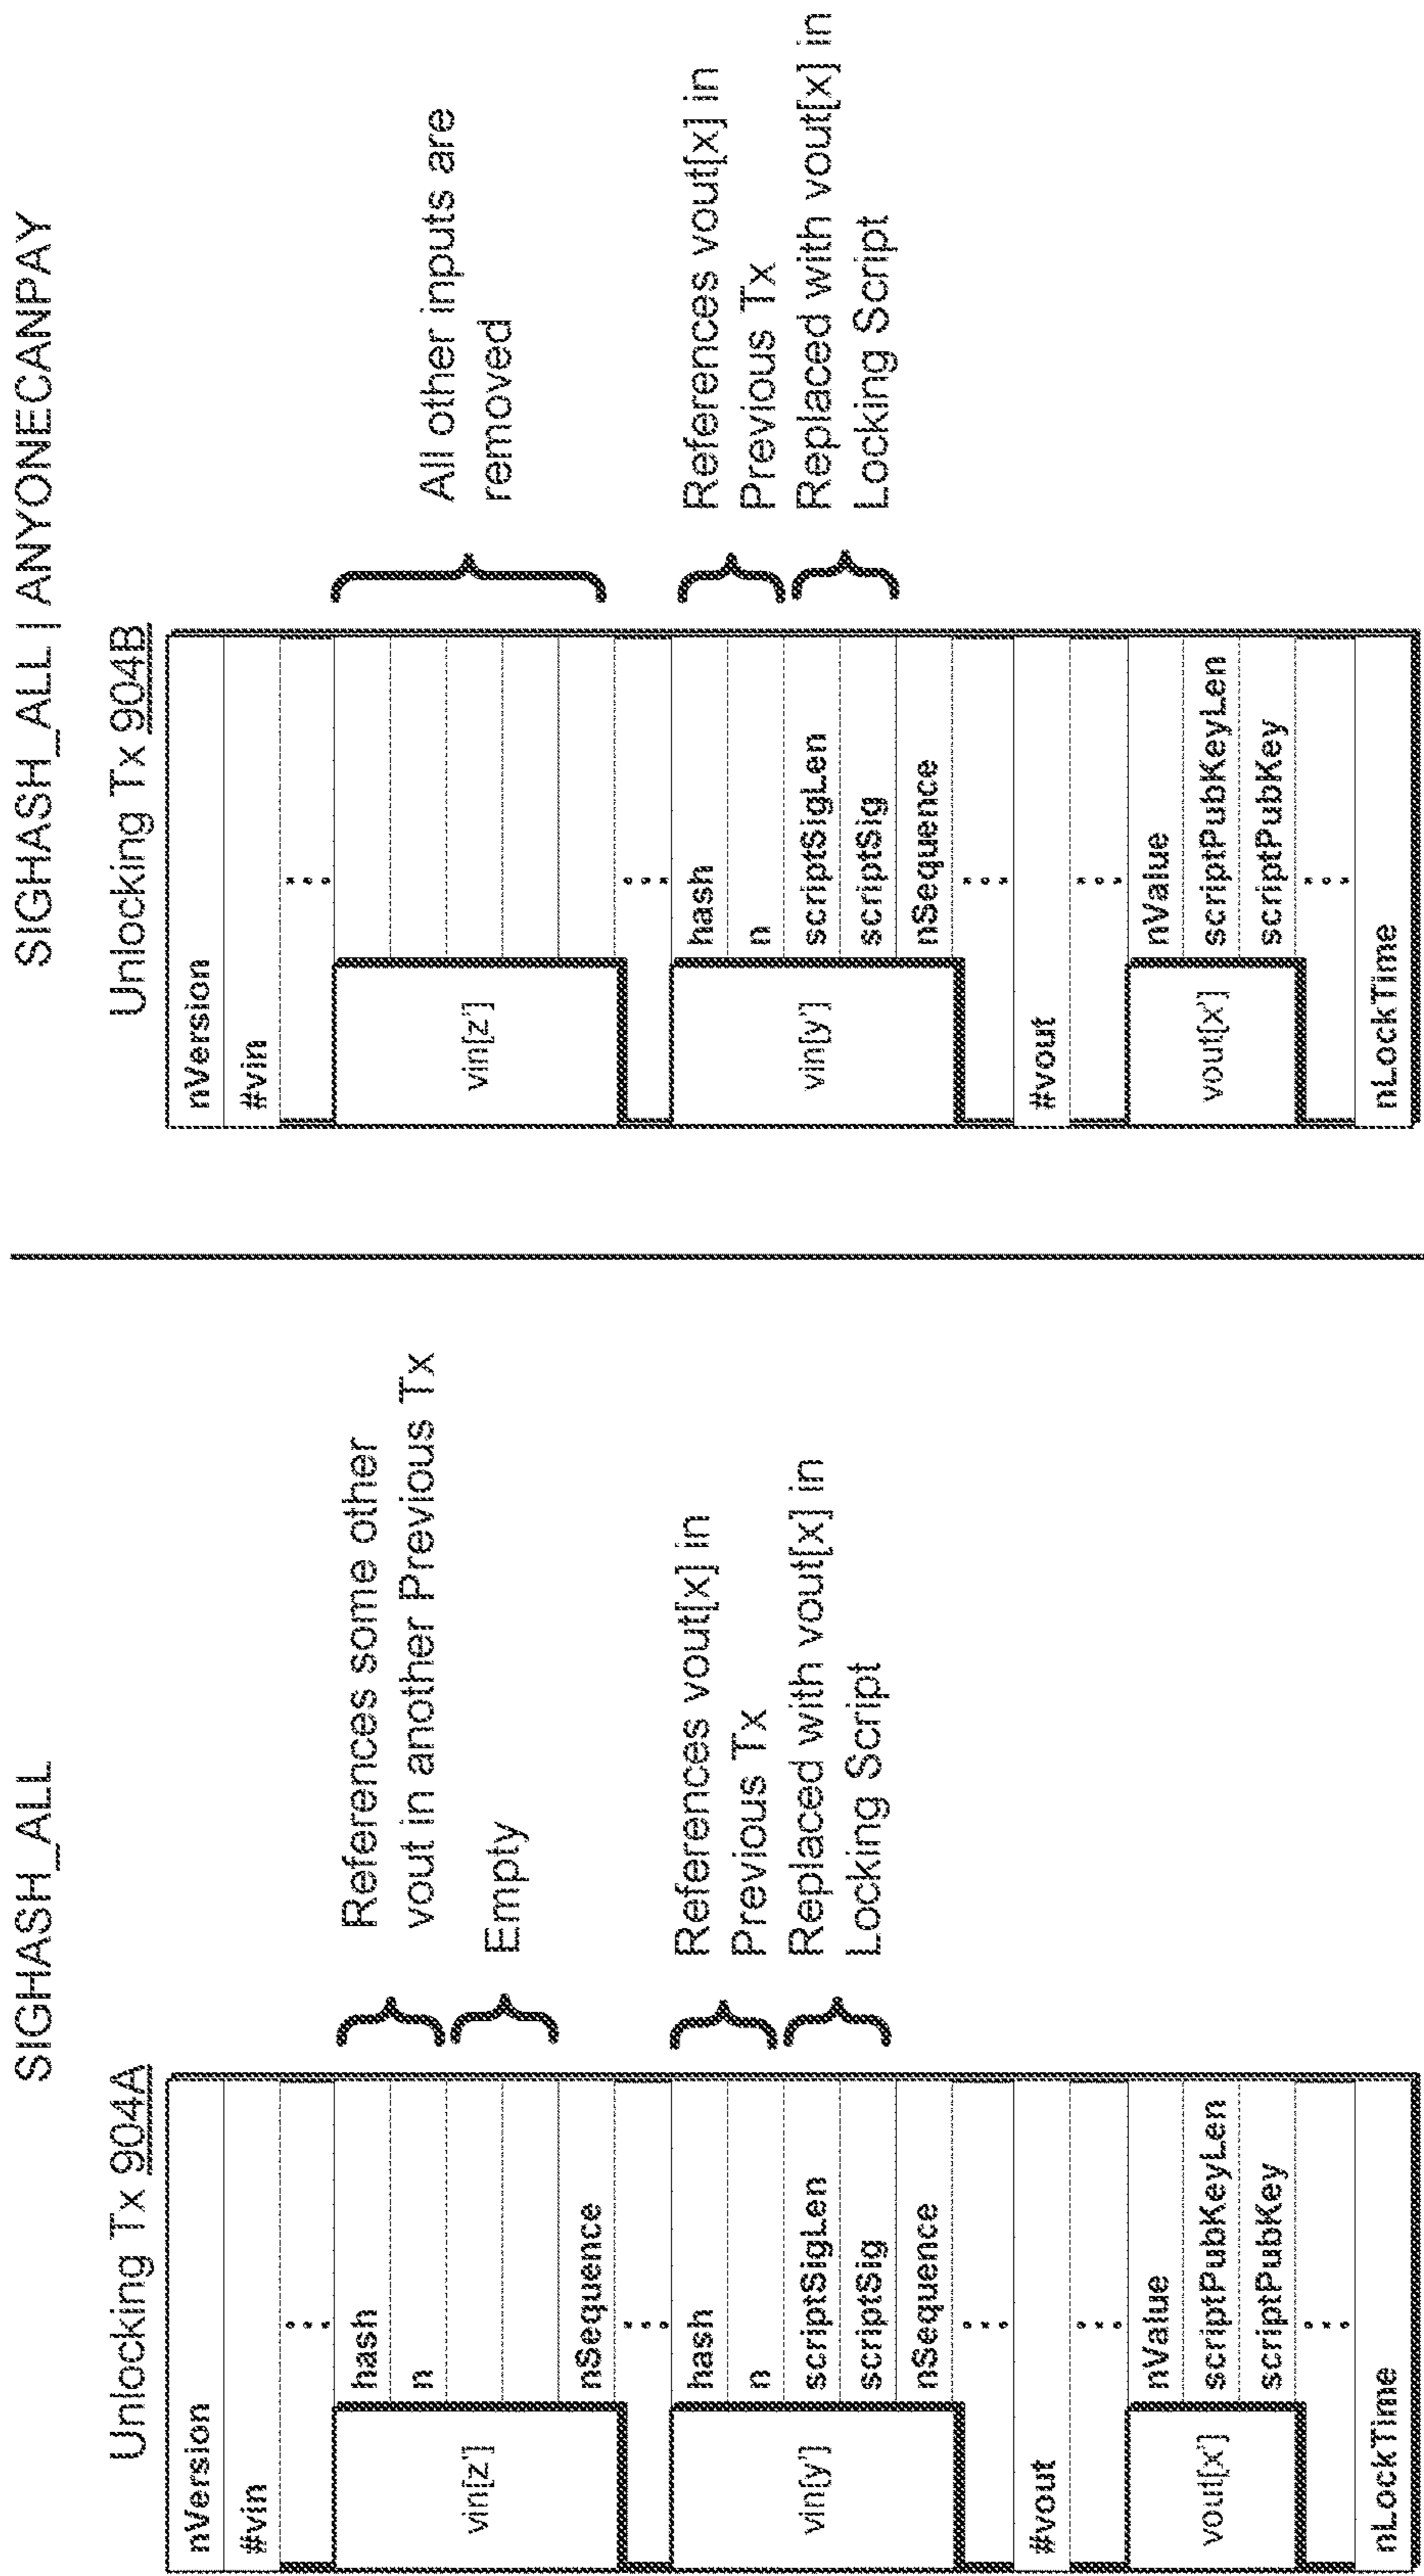 SIGHASH_ALL
Unlocking Tx 904A
nVersion
#vin
...
vin[z']
hash
n
nSequence
References some other
vout in another Previous Tx
Empty
...
vin[y']
hash
n
scriptSigLen
scriptSig
nSequence
References vout[x] in
Previous Tx
Replaced with vout[x] in
Locking Script
...
#vout
...
vout[x']
nValue
scriptPubKeyLen
scriptPubKey
...
nLockTime
SIGHASH_ALL | ANYONECANPAY
Unlocking Tx 904B
nVersion
#vin
...
vin[z']
All other inputs are
removed
...
vin[y']
hash
n
scriptSigLen
scriptSig
nSequence
References vout[x] in
Previous Tx
Replaced with vout[x] in
Locking Script
...
#vout
...
vout[x']
nValue
scriptPubKeyLen
scriptPubKey
...
nLockTime